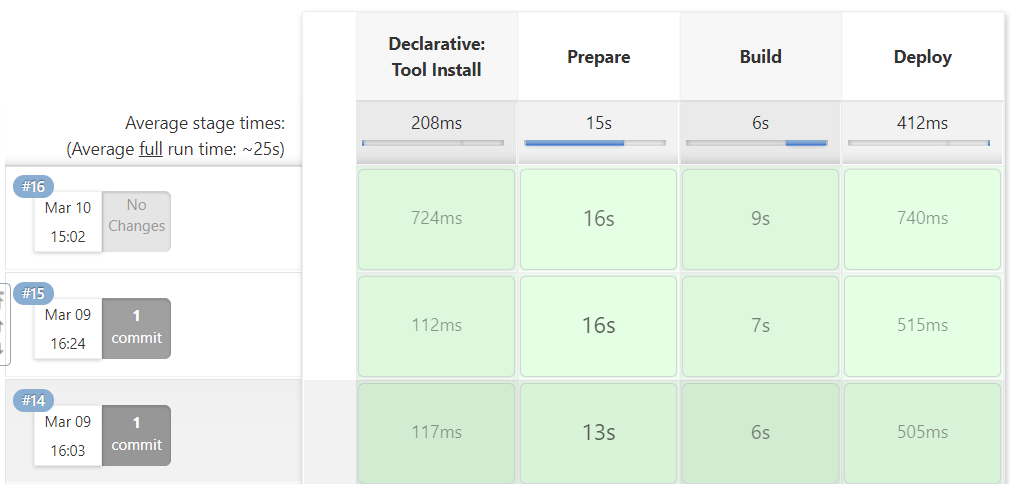 Declarative:
Tool Install
Prepare
Build
Deploy
Average stage times:
(Average full run time: ~25s)
208ms
15s
6s
412ms
#16
Mar 10
15:02
No
Changes
724ms
16s
9s
740ms
#15
Mar 09
16:24
1
commit
112ms
16s
7s
515ms
#14
Mar 09
16:03
1
commit
117ms
13s
6s
505ms